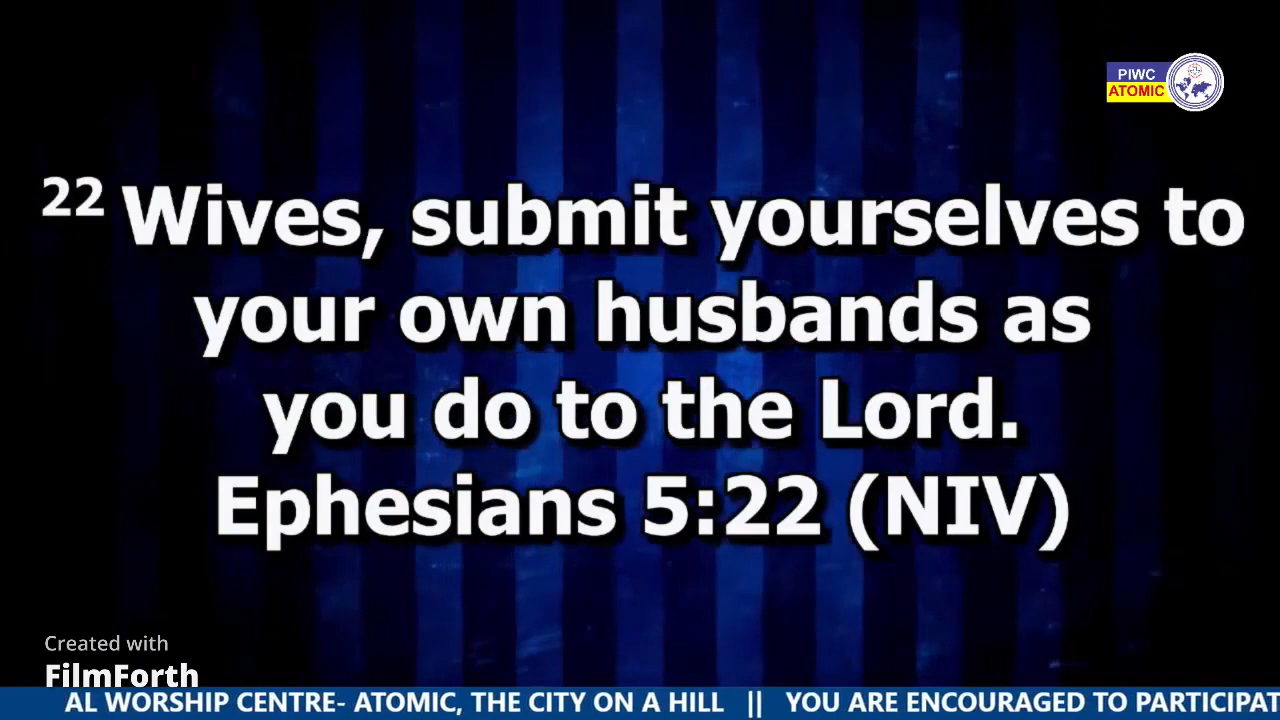 PIWC
ATOMIC
22 Wives, submit yourselves to
your own husbands as
you do to the Lord.
Ephesians 5:22 (NIV)
Created with
FilmForth
AL WORSHIP CENTRE- ATOMIC, THE CITY ON A HILL || YOU ARE ENCOURAGED TO PARTICIPAT